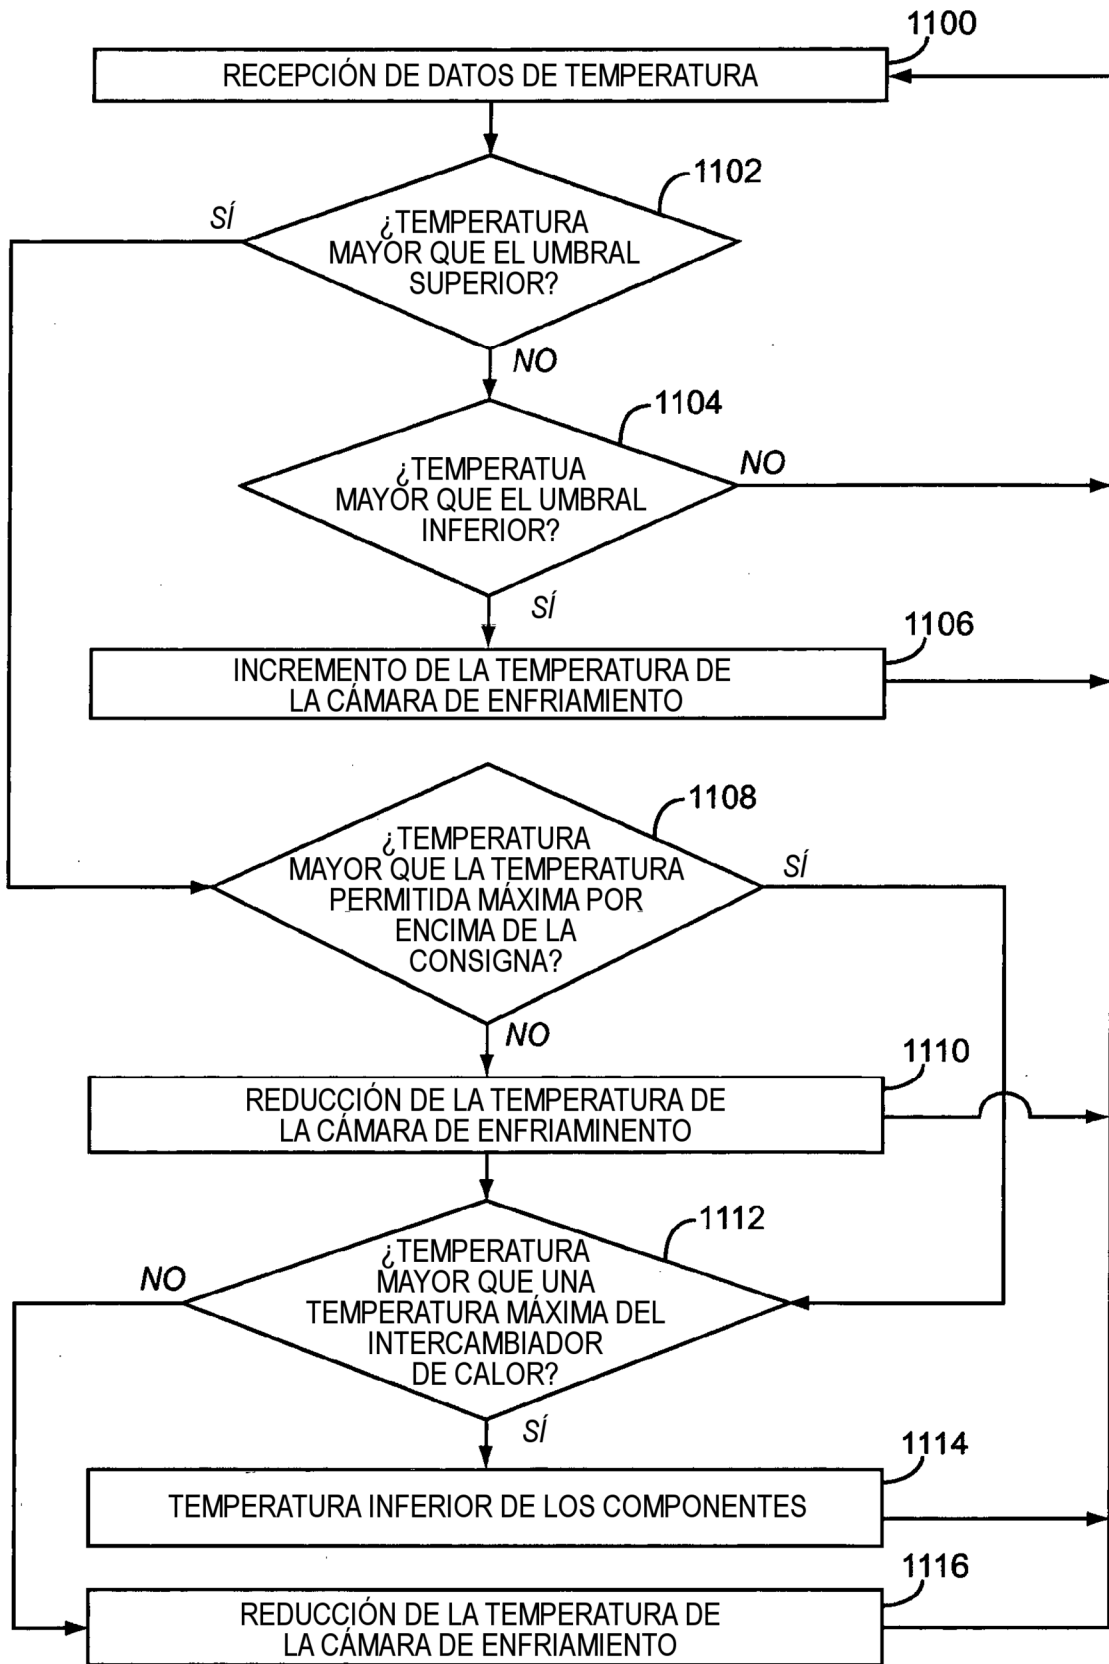 1100
RECEPCIÓN DE DATOS DE TEMPERATURA
1102
SÍ
¿TEMPERATURA
MAYOR QUE EL UMBRAL
SUPERIOR?
NO
1104
¿TEMPERATUA
MAYOR QUE EL UMBRAL
INFERIOR?
NO
SÍ
1106
INCREMENTO DE LA TEMPERATURA DE
LA CÁMARA DE ENFRIAMIENTO
1108
¿TEMPERATURA
MAYOR QUE LA TEMPERATURA
PERMITIDA MÁXIMA POR
ENCIMA DE LA
CONSIGNA?
SÍ
NO
1110
REDUCCIÓN DE LA TEMPERATURA DE
LA CÁMARA DE ENFRIAMINENTO
1112
NO
¿TEMPERATURA
MAYOR QUE UNA
TEMPERATURA MÁXIMA DEL
INTERCAMBIADOR
DE CALOR?
SÍ
1114
TEMPERATURA INFERIOR DE LOS COMPONENTES
1116
REDUCCIÓN DE LA TEMPERATURA DE
LA CÁMARA DE ENFRIAMIENTO